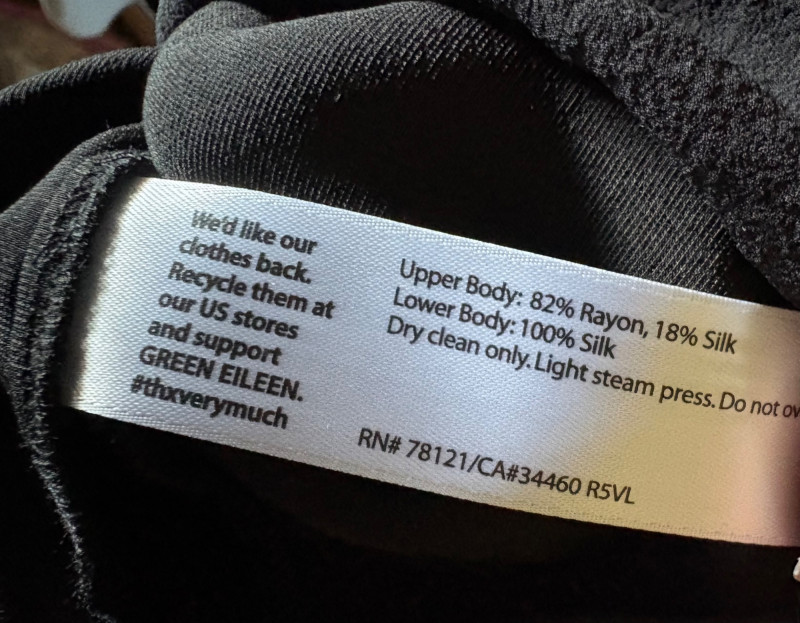 We'd like our
clothes back.
Recycle them at
our US stores
and support
GREEN EILEEN.
#thxverymuch
Upper Body: 82% Rayon, 18% Silk
Lower Body: 100% Silk
Dry clean only. Light steam press. Do not
RN# 78121/CA#34460 R5VL